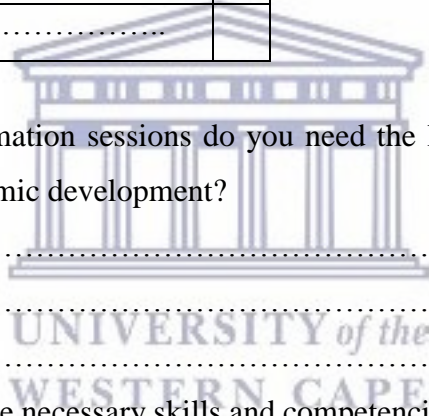 ……………..
mation sessions do you need the
mic development?
………………………………………
………………………………………
UNIVERSITY of the
………………………………………
WESTERN CAPE
e necessary skills and competenci